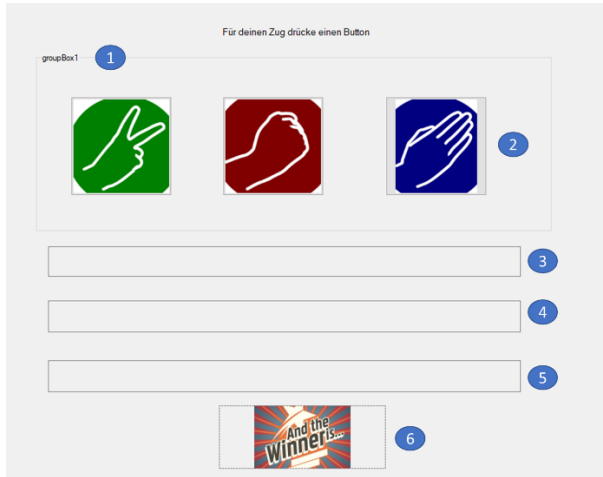 Für deinen Zug drücke einen Button
groupBox1
1
2
3
4
5
And the
Winner is...
6